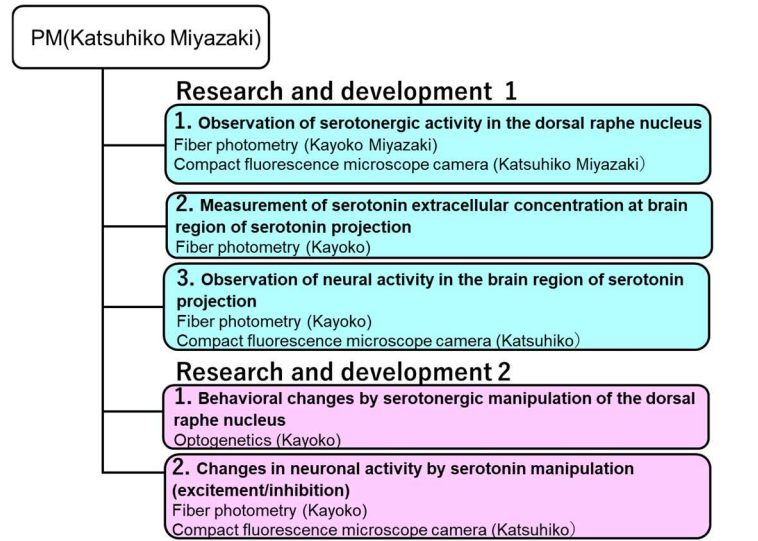 PM(Katsuhiko Miyazaki)
Research and development 1
1. Observation of serotonergic activity in the dorsal raphe nucleus
Fiber photometry (Kayoko Miyazaki)
Compact fluorescence microscope camera (Katsuhiko Miyazaki)
2. Measurement of serotonin extracellular concentration at brain
region of serotonin projection
Fiber photometry (Kayoko)
3. Observation of neural activity in the brain region of serotonin
projection
Fiber photometry (Kayoko)
Compact fluorescence microscope camera (Katsuhiko)
Research and development 2
1. Behavioral changes by serotonergic manipulation of the dorsal
raphe nucleus
Optogenetics (Kayoko)
2. Changes in neuronal activity by serotonin manipulation
(excitement/inhibition)
Fiber photometry (Kayoko)
Compact fluorescence microscope camera (Katsuhiko)